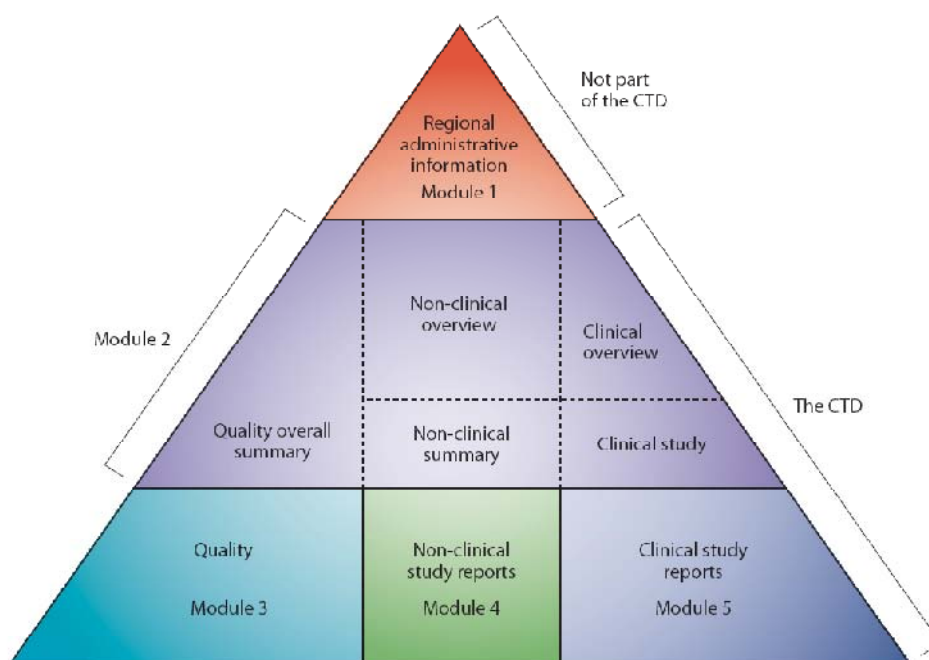 Not part
of the CTD
Regional
administrative
information
Module 1
Module 2
Non-clinical
overview
Clinical
overview
The CTD
Quality overall
summary
Non-clinical
summary
Clinical study
Quality
Module 3
Non-clinical
study reports
Module 4
Clinical study
reports
Module 5